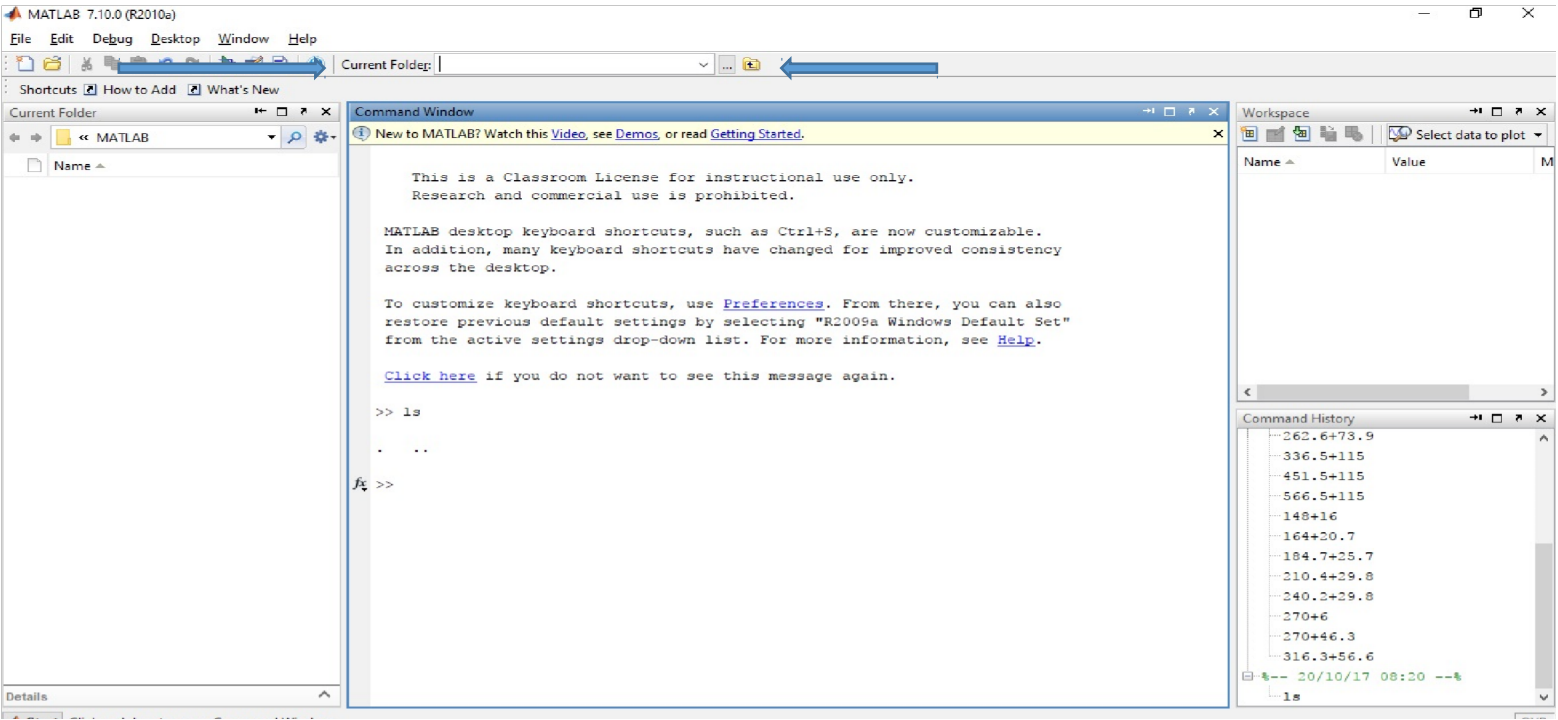 MATLAB 7.10.0 (R2010a)
File Edit Debug Desktop Window Help
Current Folder:
Shortcuts How to Add What's New
Current Folder
« MATLAB
Name
Details
Command Window
New to MATLAB? Watch this Video, see Demos, or read Getting Started.
This is a Classroom License for instructional use only.
Research and commercial use is prohibited.
MATLAB desktop keyboard shortcuts, such as Ctrl+S, are now customizable.
In addition, many keyboard shortcuts have changed for improved consistency
across the desktop.
To customize keyboard shortcuts, use Preferences. From there, you can also
restore previous default settings by selecting "R2009a Windows Default Set"
from the active settings drop-down list. For more information, see Help.
Click here if you do not want to see this message again.
>> ls
. ..
fx >>
Workspace
Select data to plot
Name Value M
Command History
262.6+73.9
336.5+115
451.5+115
566.5+115
148+16
164+20.7
184.7+25.7
210.4+29.8
240.2+29.8
270+6
270+46.3
316.3+56.6
%-- 20/10/17 08:20 --%
ls